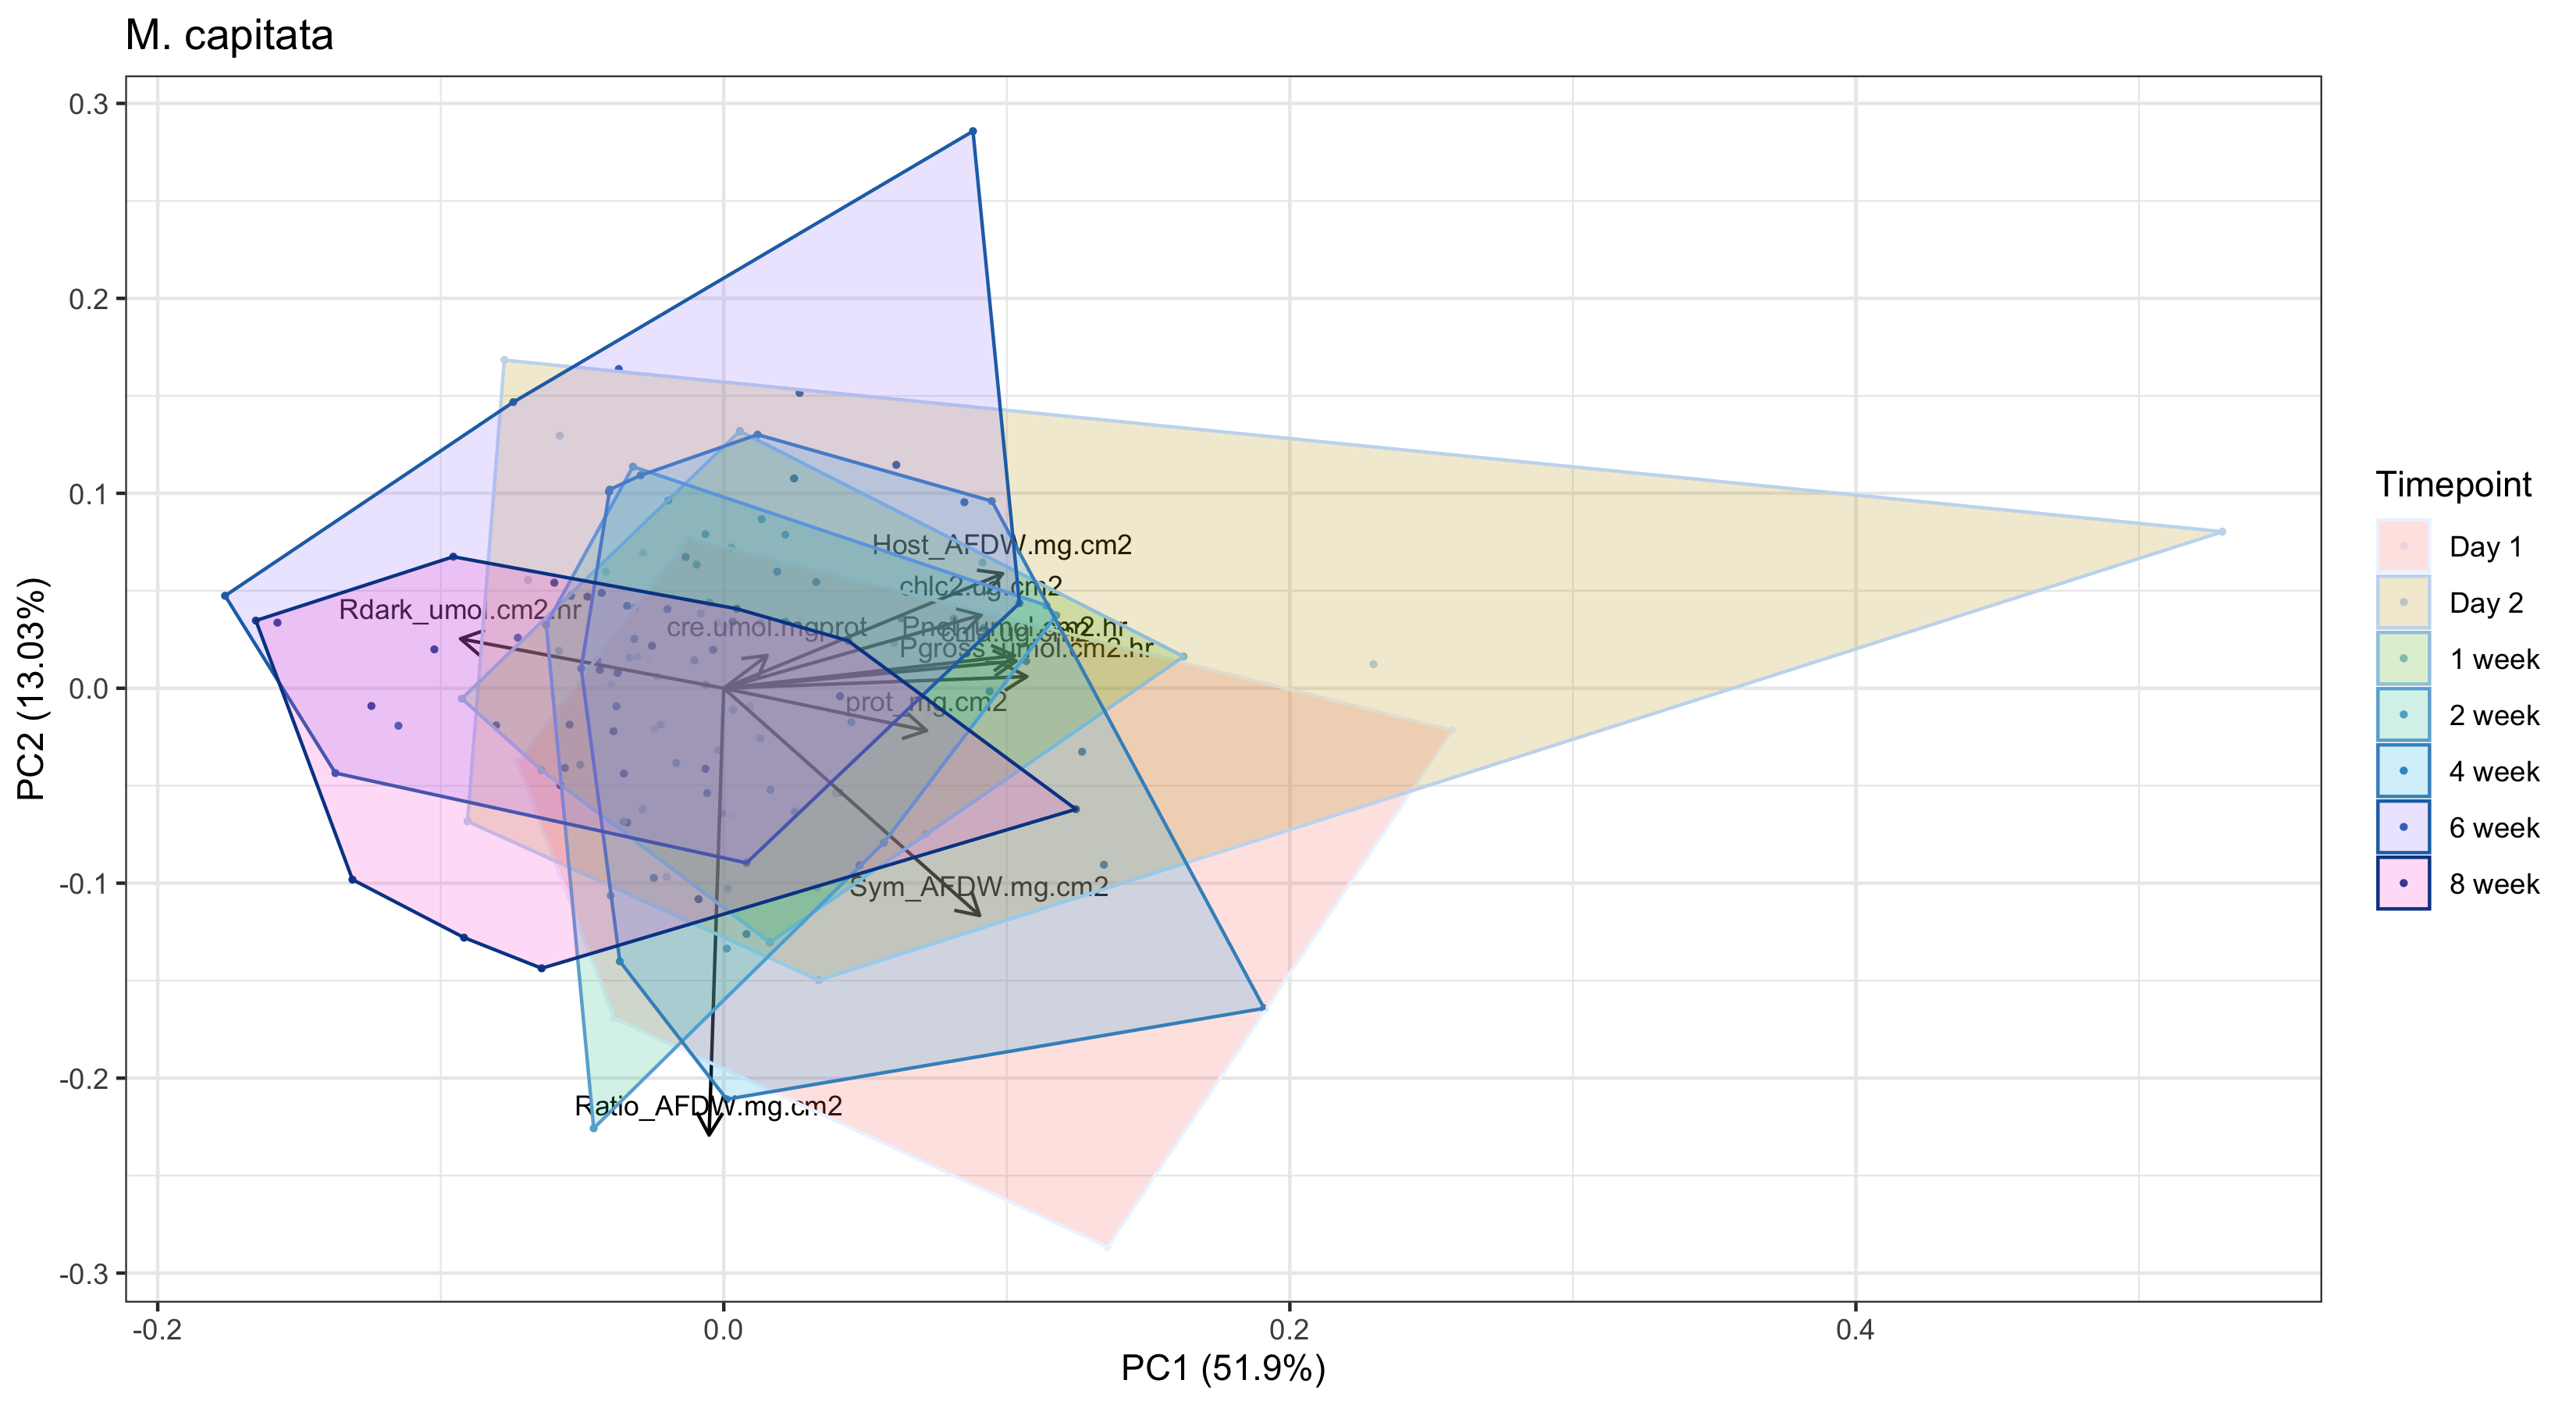 M. capitata
0.3
0.2
0.1
0.0
-0.1
-0.2
-0.3
PC2 (13.03%)
Host_AFDW.mg.cm2
chlc2.ug.cm2
Rdark_umol.cm2.hr
cre.umol.mgprot
Pnet_umol.cm2.hr
Pgross_umol.cm2.hr
prot_mg.cm2
Sym_AFDW.mg.cm2
Ratio_AFDW.mg.cm2
-0.2
0.0
0.2
0.4
PC1 (51.9%)
Timepoint
Day 1
Day 2
1 week
2 week
4 week
6 week
8 week